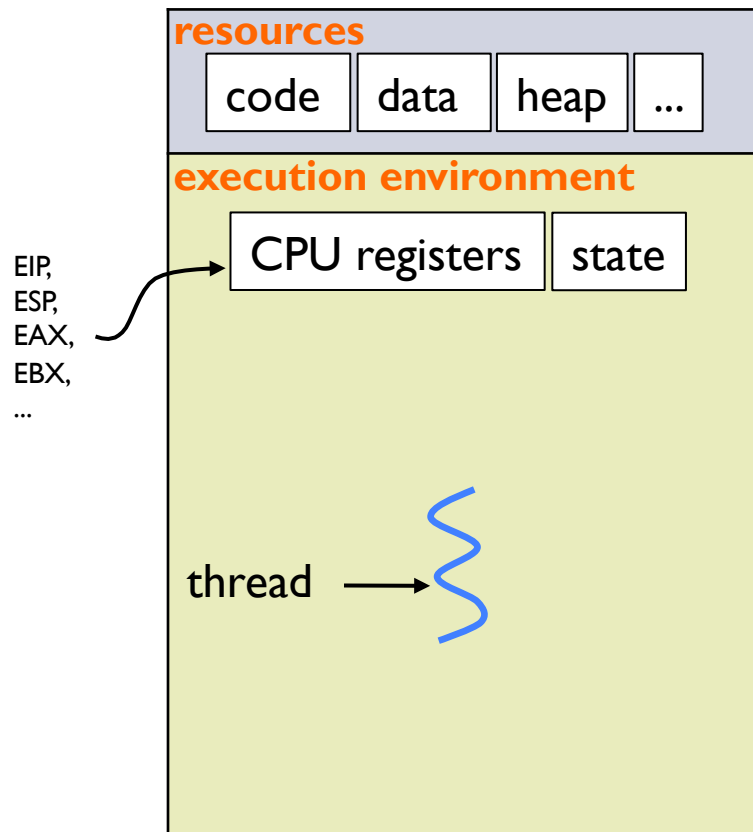 resources
code data heap ...
execution environment
CPU registers state
EIP,
ESP,
EAX,
EBX,
...
thread